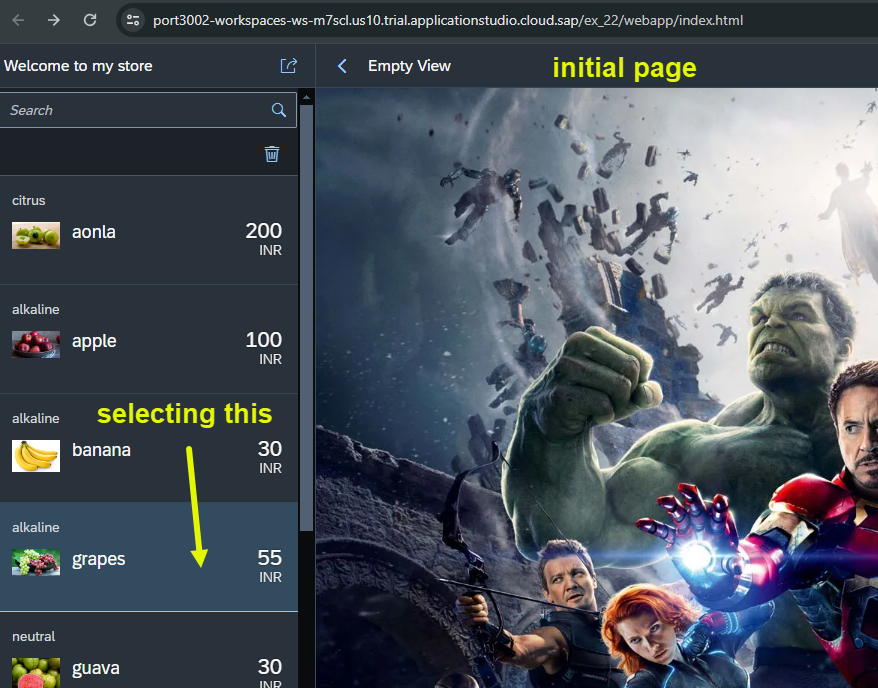 port3002-workspaces-ws-m7scl.us10.trial.applicationstudio.cloud.sap/ex_22/webapp/index.html
Welcome to my store
Empty View
initial page
Search
citrus
aonla
200
INR
alkaline
apple
100
INR
alkaline
selecting this
banana
30
INR
alkaline
grapes
55
INR
neutral
guava
30
INR